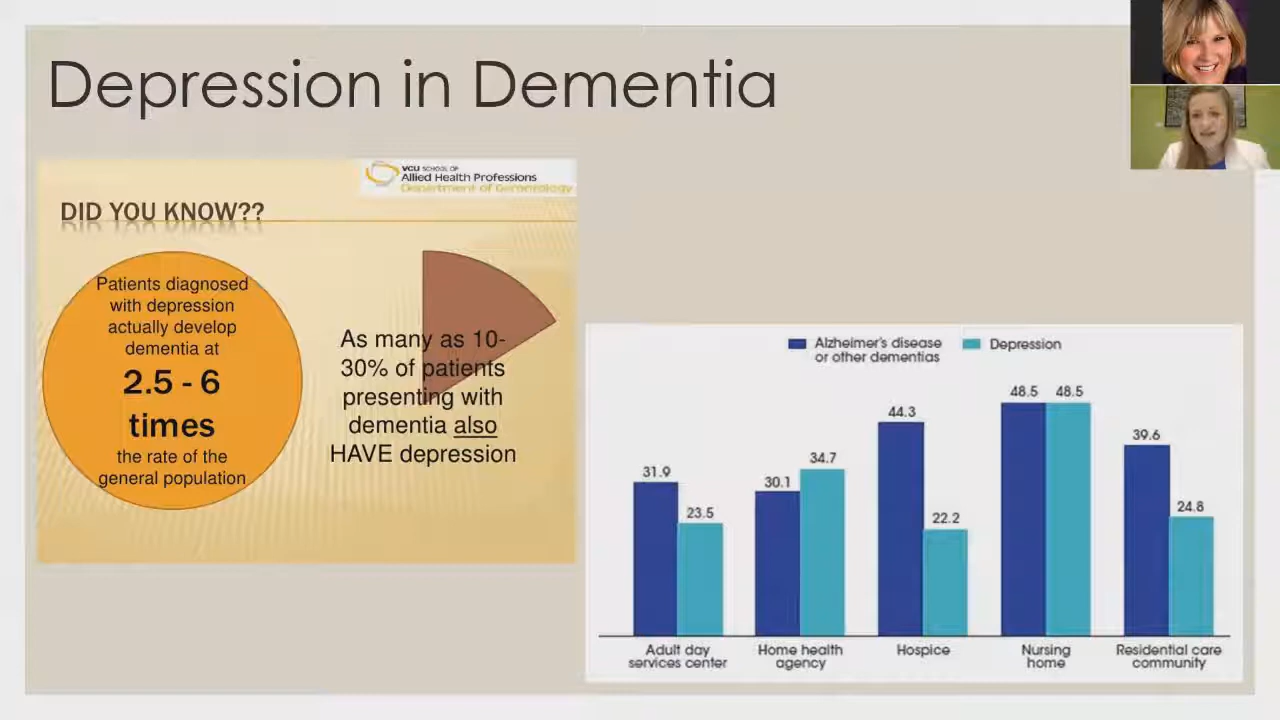 Depression in Dementia
VCU SCHOOL OF
Allied Health Professions
Department of Gerontology
DID YOU KNOW??
Patients diagnosed
with depression
actually develop
dementia at
2.5 - 6
times
the rate of the
general population
As many as 10-
30% of patients
presenting with
dementia also
HAVE depression
Alzheimer's disease
or other dementias
Depression
31.9
23.5
30.1
34.7
44.3
22.2
48.5
48.5
39.6
24.8
Adult day
services center
Home health
agency
Hospice
Nursing
home
Residential care
community